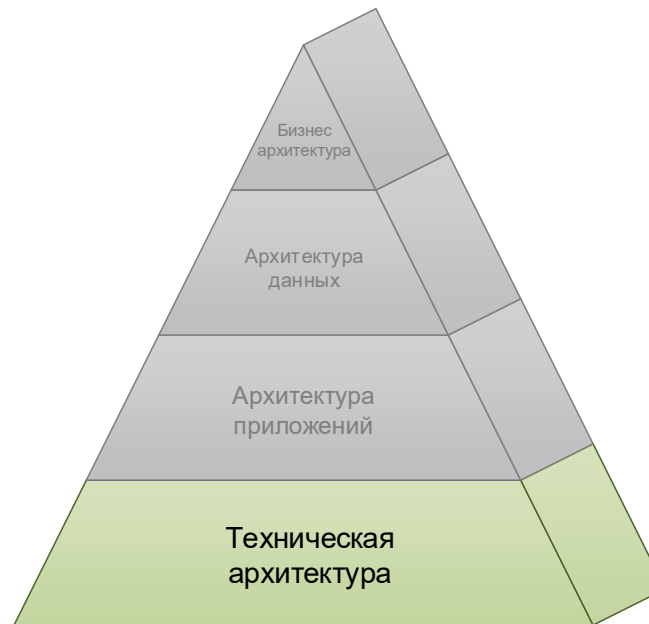 Бизнес
архитектура
Архитектура
данных
Архитектура
приложений
Техническая
архитектура